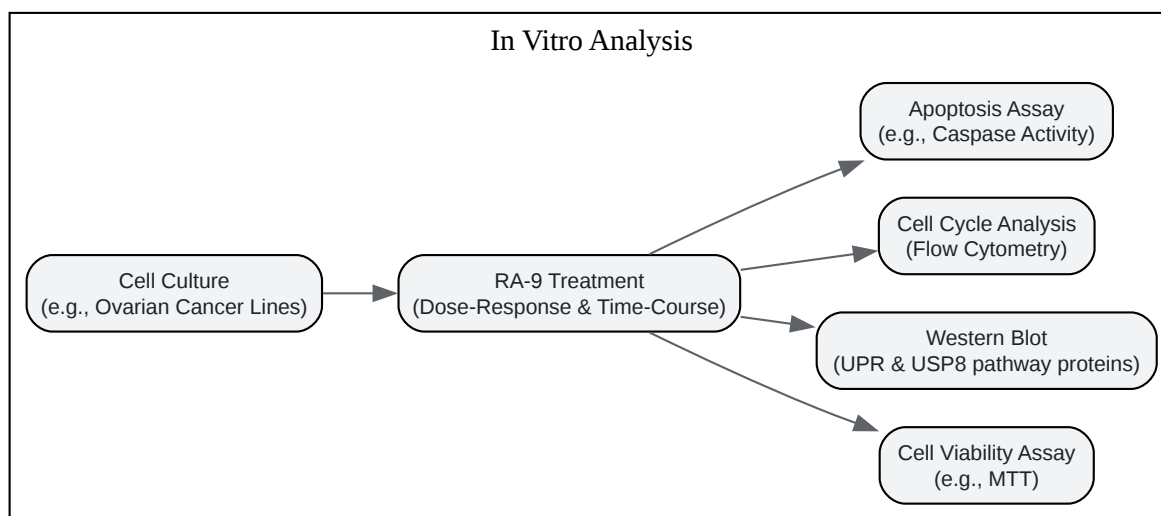 In Vitro Analysis
Cell Culture
(e.g., Ovarian Cancer Lines)
RA-9 Treatment
(Dose-Response & Time-Course)
Apoptosis Assay
(e.g., Caspase Activity)
Cell Cycle Analysis
(Flow Cytometry)
Western Blot
(UPR & USP8 pathway proteins)
Cell Viability Assay
(e.g., MTT)